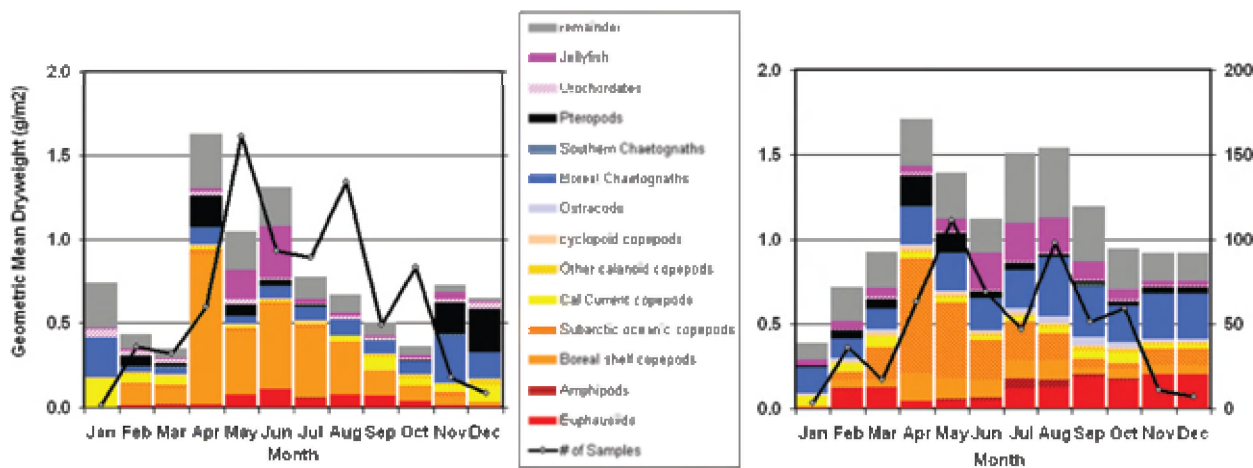 Geometric Mean Dryweight (g/m2)
2.0
1.5
1.0
0.5
0.0
Jan Feb Mar Apr May Jun Jul Aug Sep Oct Nov Dec
Month
remainder
Jellyfish
Urochordates
Pteropods
Southern Chaetognaths
Boreal Chaetognaths
Ostracods
cyclopoid copepods
Other calanoid copepods
Cal Current copepods
Subarctic oceanic copepods
Boreal shelf copepods
Amphipods
Euphausiids
# of Samples
2.0
1.5
1.0
0.5
0.0
200
150
100
50
0
Jan Feb Mar Apr May Jun Jul Aug Sep Oct Nov Dec
Month